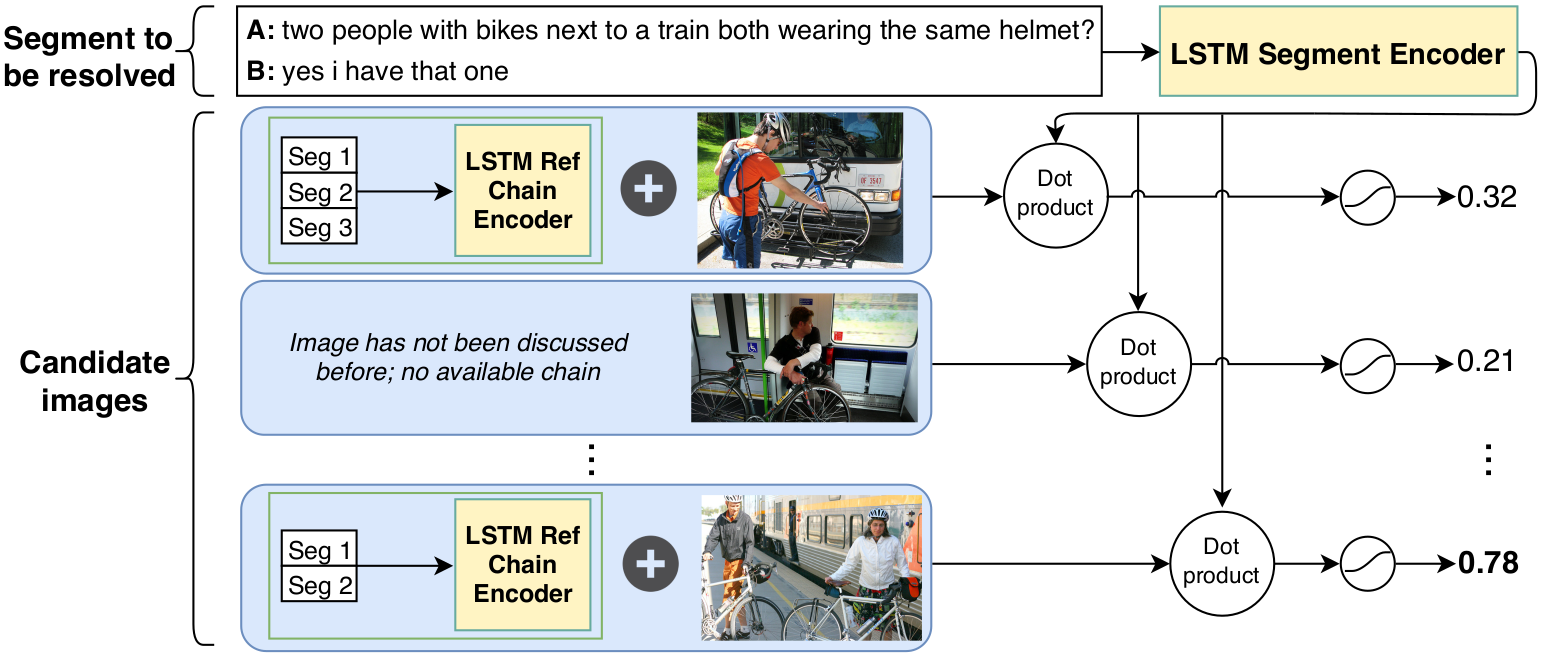 Segment to
be resolved
A: two people with bikes next to a train both wearing the same helmet?
B: yes i have that one
LSTM Segment Encoder
Candidate
images
Seg 1
Seg 2
Seg 3
LSTM Ref
Chain
Encoder
Dot
product
0.32
Image has not been discussed
before; no available chain
Dot
product
0.21
Seg 1
Seg 2
LSTM Ref
Chain
Encoder
Dot
product
0.78